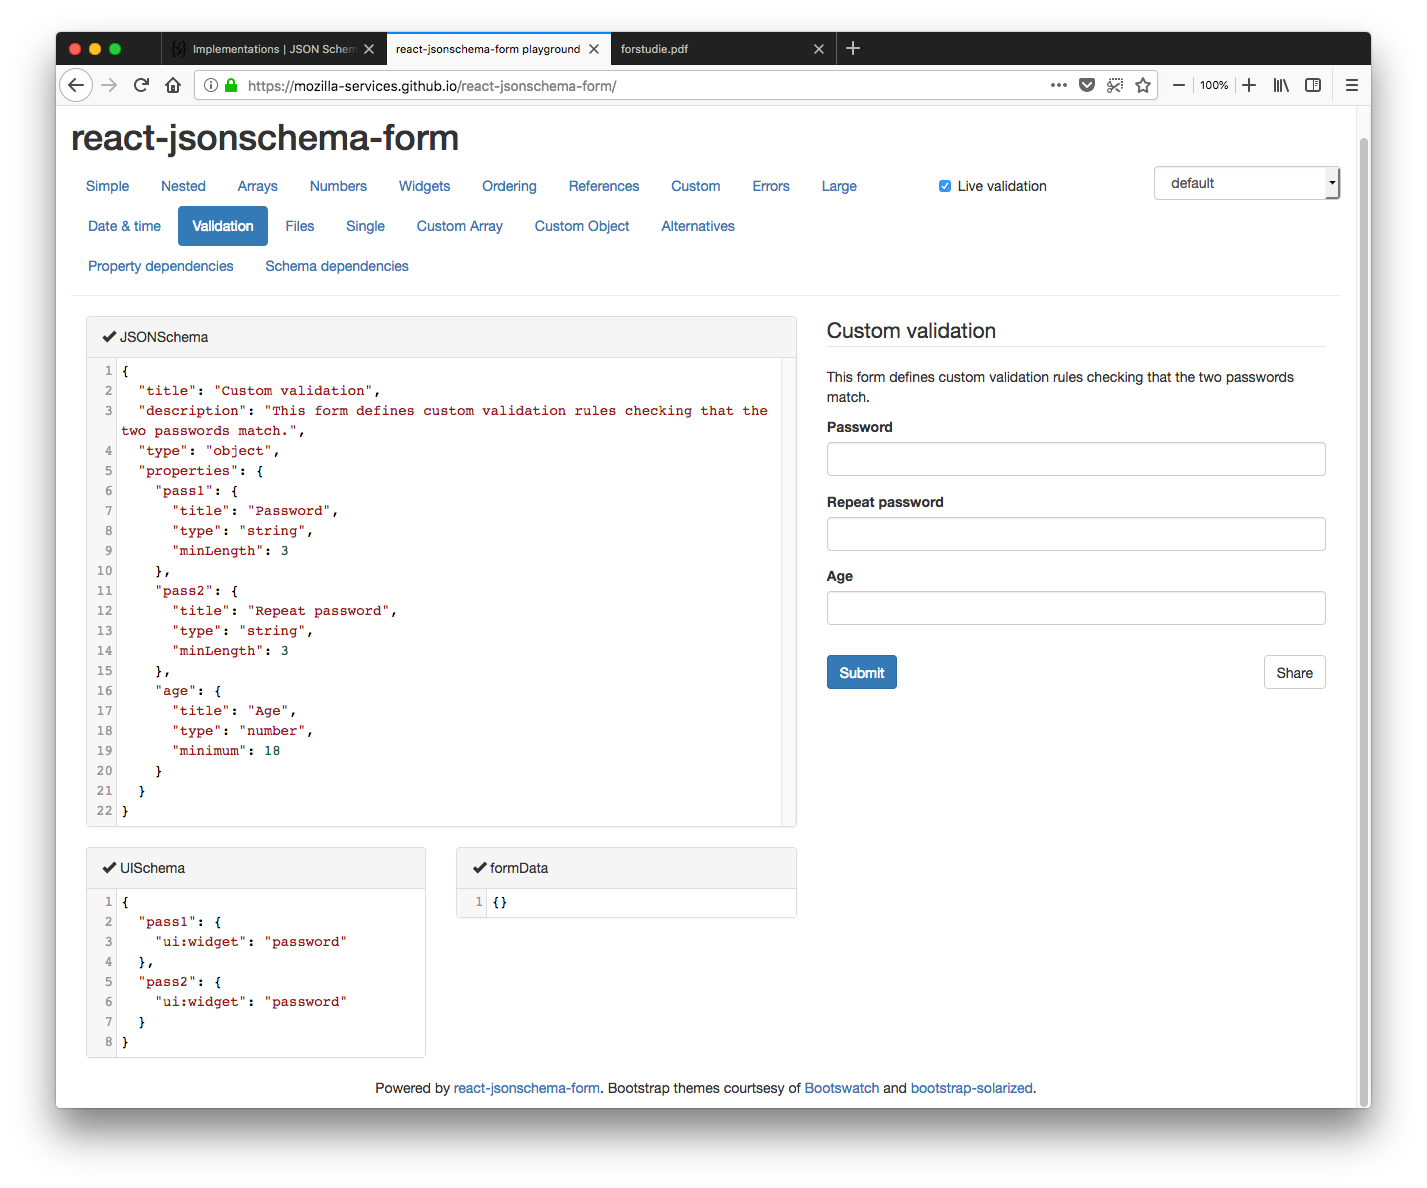 Implementations | JSON Schem
react-jsonschema-form playground
forstudie.pdf
https://mozilla-services.github.io/react-jsonschema-form/
100%
react-jsonschema-form
Simple Nested Arrays Numbers Widgets Ordering References Custom Errors Large
Live validation
default
Date & time Validation Files Single Custom Array Custom Object Alternatives
Property dependencies Schema dependencies
JSONSchema
1 {
2 "title": "Custom validation",
3 "description": "This form defines custom validation rules checking that the
two passwords match.",
4 "type": "object",
5 "properties": {
6 "pass1": {
7 "title": "Password",
8 "type": "string",
9 "minLength": 3
10 },
11 "pass2": {
12 "title": "Repeat password",
13 "type": "string",
14 "minLength": 3
15 },
16 "age": {
17 "title": "Age",
18 "type": "number",
19 "minimum": 18
20 }
21 }
22 }
Custom validation
This form defines custom validation rules checking that the two passwords
match.
Password
Repeat password
Age
Submit
Share
UISchema
1 {
2 "pass1": {
3 "ui:widget": "password"
4 },
5 "pass2": {
6 "ui:widget": "password"
7 }
8 }
formData
1 {}
Powered by react-jsonschema-form. Bootstrap themes courtsesy of Bootswatch and bootstrap-solarized.